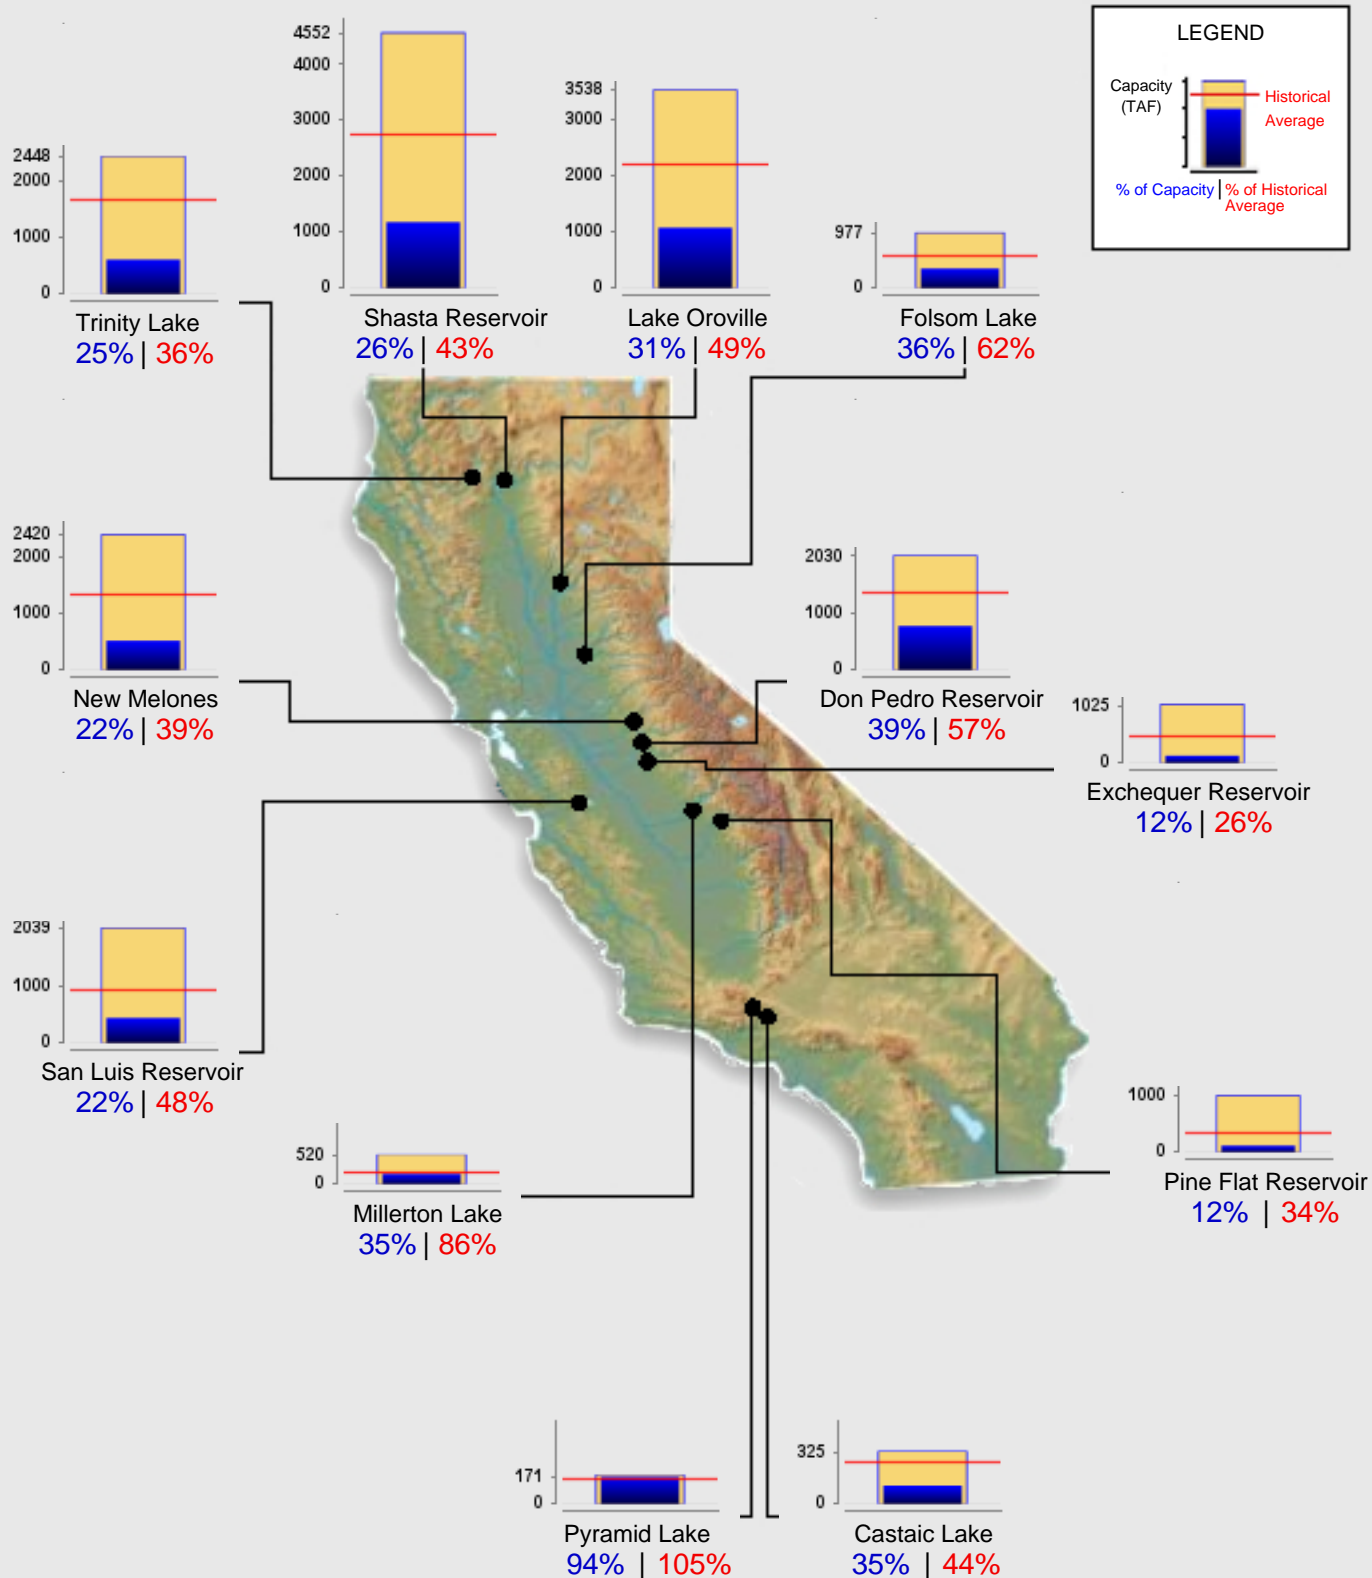 LEGEND
Capacity
(TAF)
Historical
Average
% of Capacity | % of Historical
Average
4552
4000
3000
2000
1000
0
Shasta Reservoir
26% | 43%
3538
3000
2000
1000
0
Lake Oroville
31% | 49%
2448
2000
1000
0
Trinity Lake
25% | 36%
977
0
Folsom Lake
36% | 62%
2420
2000
1000
0
New Melones
22% | 39%
2030
1000
0
Don Pedro Reservoir
39% | 57%
1025
0
Exchequer Reservoir
12% | 26%
2039
1000
0
San Luis Reservoir
22% | 48%
520
0
Millerton Lake
35% | 86%
1000
0
Pine Flat Reservoir
12% | 34%
171
0
Pyramid Lake
94% | 105%
325
0
Castaic Lake
35% | 44%